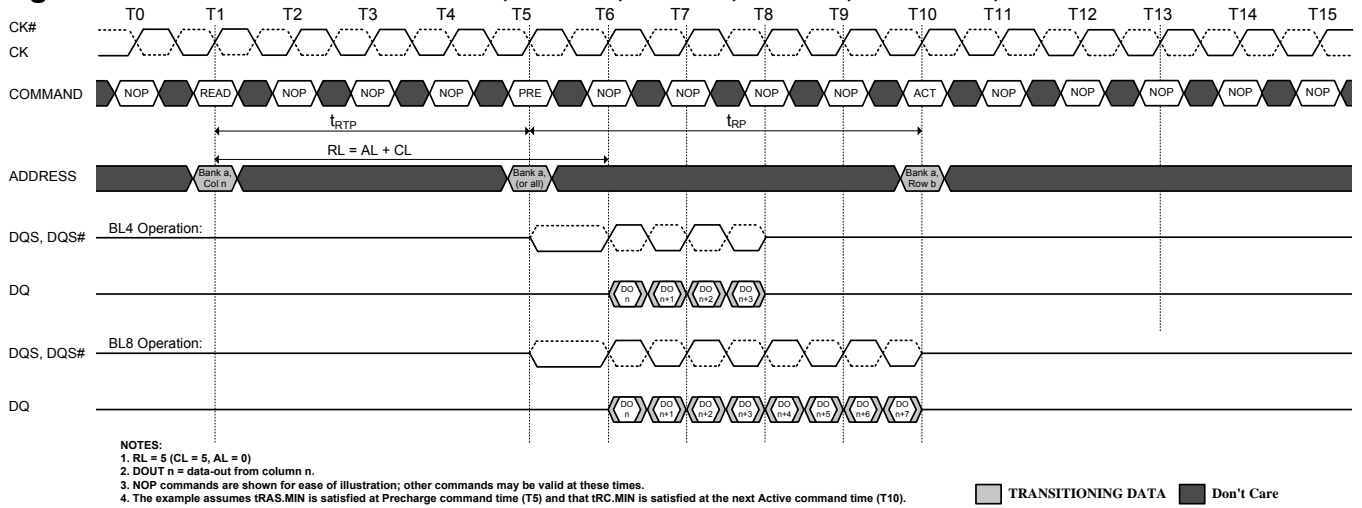 T0 T1 T2 T3 T4 T5 T6 T7 T8 T9 T10 T11 T12 T13 T14 T15
CK#
CK
COMMAND NOP READ NOP NOP NOP PRE NOP NOP NOP NOP ACT NOP NOP NOP NOP NOP
tRTP tRP
RL = AL + CL
ADDRESS Bank a, Col n Bank a, (or all) Bank a, Row b
BL4 Operation:
DQS, DQS#
DQ DO n DO n+1 DO n+2 DO n+3
BL8 Operation:
DQS, DQS#
DQ DO n DO n+1 DO n+2 DO n+3 DO n+4 DO n+5 DO n+6 DO n+7
NOTES:
1. RL = 5 (CL = 5, AL = 0)
2. DOUT n = data-out from column n.
3. NOP commands are shown for ease of illustration; other commands may be valid at these times.
4. The example assumes tRAS.MIN is satisfied at Precharge command time (T5) and that tRC.MIN is satisfied at the next Active command time (T10).
TRANSITIONING DATA Don't Care